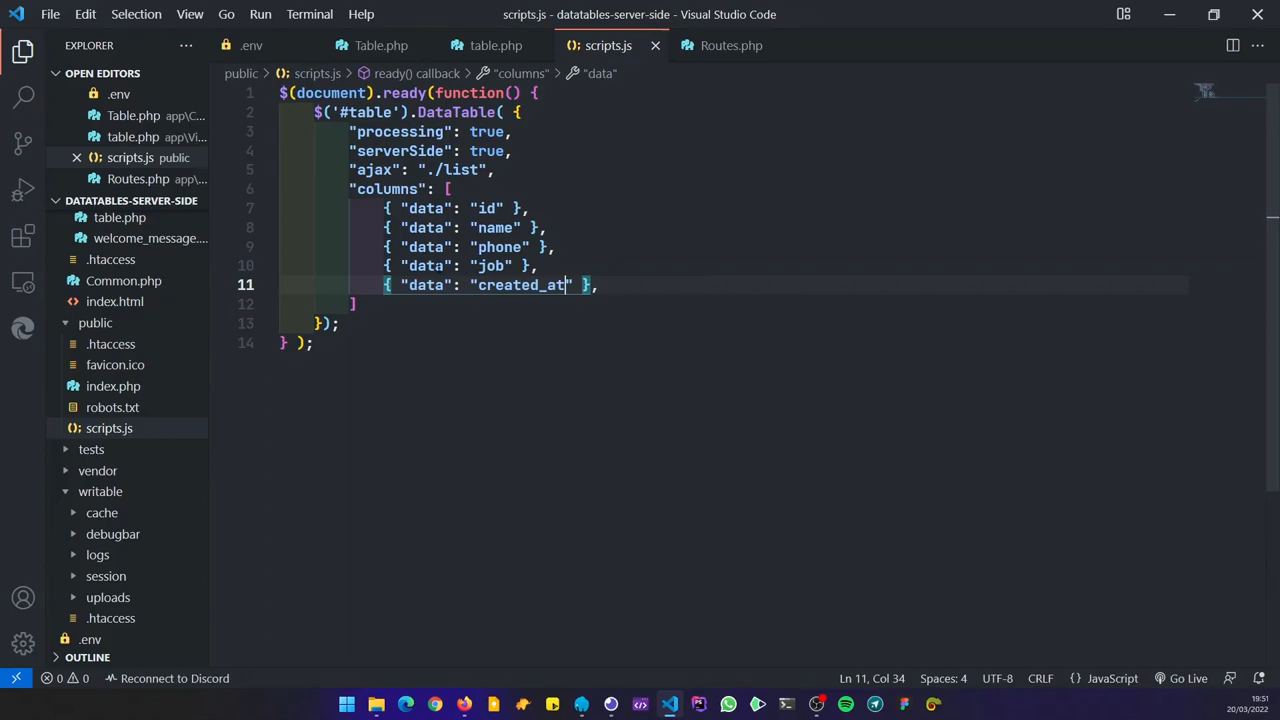 File Edit Selection View Go Run Terminal Help scripts.js - datatables-server-side - Visual Studio Code
EXPLORER
.env Table.php table.php scripts.js Routes.php
OPEN EDITORS
.env
Table.php app\C...
table.php app\Vi...
scripts.js public
Routes.php app\...
DATATABLES-SERVER-SIDE
table.php
welcome_message....
.htaccess
Common.php
index.html
public
.htaccess
favicon.ico
index.php
robots.txt
scripts.js
tests
vendor
writable
cache
debugbar
logs
session
uploads
.htaccess
.env
OUTLINE
public > scripts.js > ready() callback > "columns" > "data"
1 $(document).ready(function() {
2 $('#table').DataTable( {
3 "processing": true,
4 "serverSide": true,
5 "ajax": "./list",
6 "columns": [
7 { "data": "id" },
8 { "data": "name" },
9 { "data": "phone" },
10 { "data": "job" },
11 { "data": "created_at" },
12 ]
13 });
14 } );
0 0 Reconnect to Discord Ln 11, Col 34 Spaces: 4 UTF-8 CRLF {} JavaScript Go Live
19:51
20/03/2022